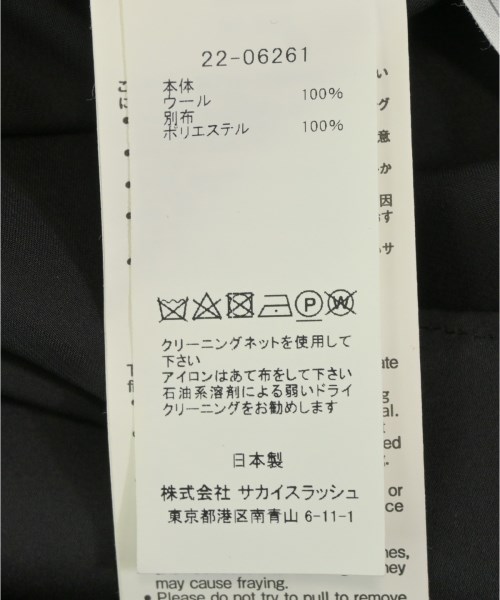 22-06261
本体
ウール 100%
別布
ポリエステル 100%
P W
クリーニングネットを使用して
下さい
アイロンはあて布をして下さい
石油系溶剤による弱いドライ
クリーニングをお勧めします
日本製
株式会社 サカイスラッシュ
東京都港区南青山 6-11-1
or
may cause fraying.
• Please do not try to pull to remove